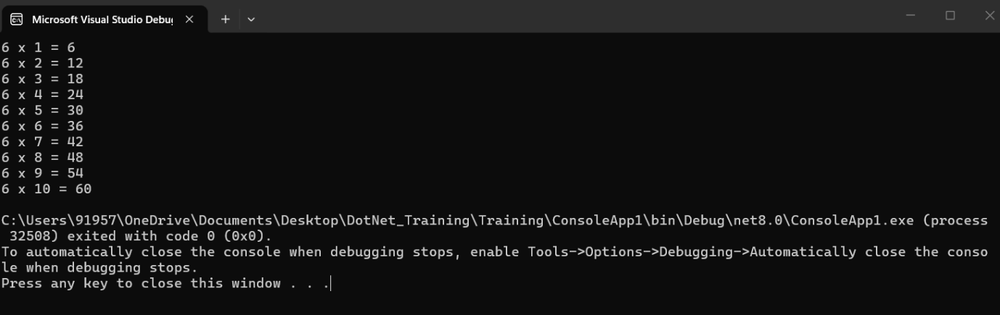 Microsoft Visual Studio Debu
6 x 1 = 6
6 x 2 = 12
6 x 3 = 18
6 x 4 = 24
6 x 5 = 30
6 x 6 = 36
6 x 7 = 42
6 x 8 = 48
6 x 9 = 54
6 x 10 = 60
C:\Users\91957\OneDrive\Documents\Desktop\DotNet_Training\Training\ConsoleApp1\bin\Debug\net8.0\ConsoleApp1.exe (process
 32508) exited with code 0 (0x0).
To automatically close the console when debugging stops, enable Tools->Options->Debugging->Automatically close the conso
le when debugging stops.
Press any key to close this window . . .